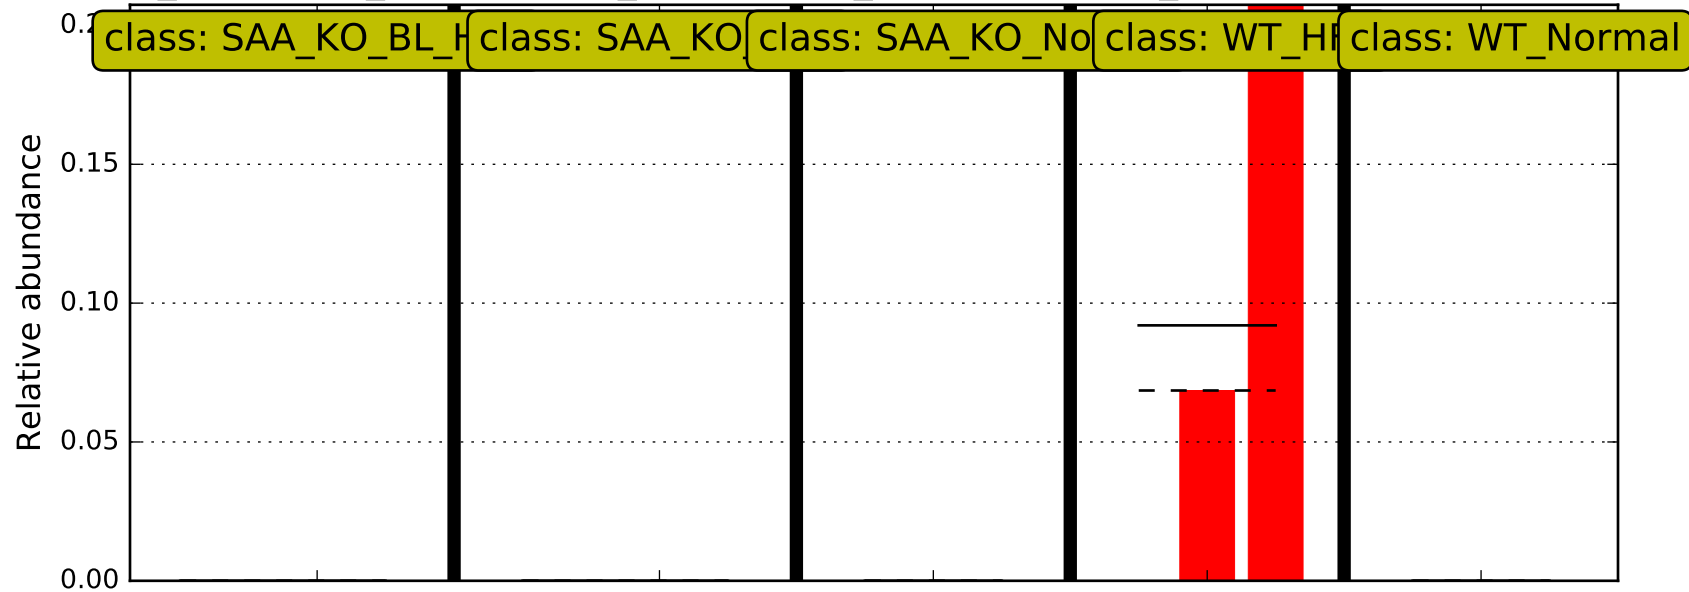 class: SAA_KO_BL_H
class: SAA_KO_
class: SAA_KO_No
class: WT_HF
class: WT_Normal
0.2
0.15
0.10
0.05
0.00
Relative abundance